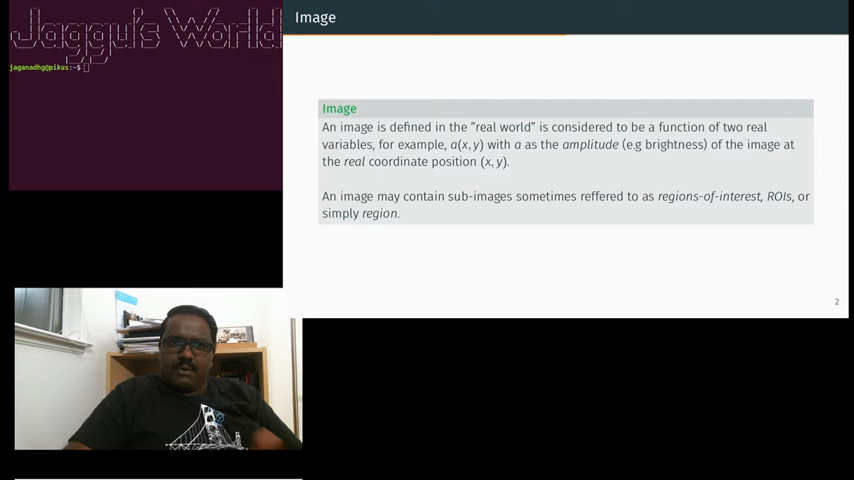 Jaggu's World
jaganadhg@pikus:~$
Image
Image
An image is defined in the "real world" is considered to be a function of two real
variables, for example, a(x, y) with a as the amplitude (e.g brightness) of the image at
the real coordinate position (x, y).
An image may contain sub-images sometimes reffered to as regions-of-interest, ROIs, or
simply region.
2